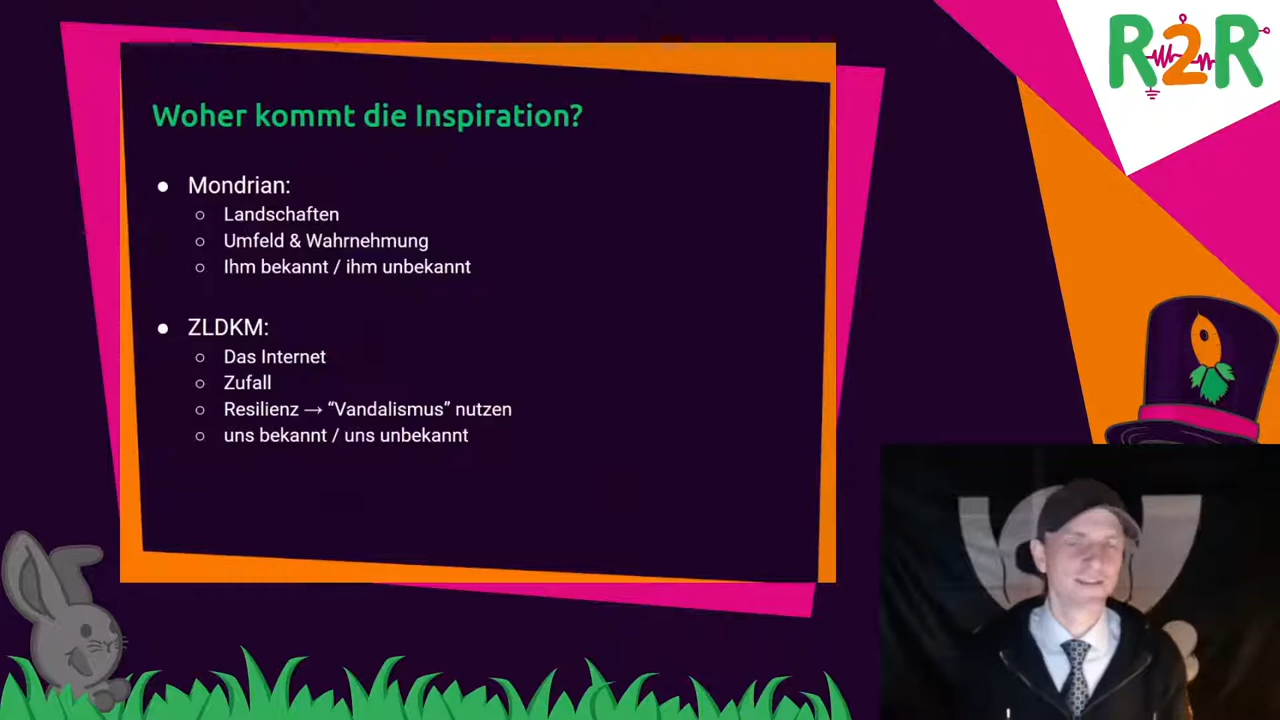 R2R
Woher kommt die Inspiration?
● Mondrian:
○ Landschaften
○ Umfeld & Wahrnehmung
○ Ihm bekannt / ihm unbekannt
● ZLDKM:
○ Das Internet
○ Zufall
○ Resilienz → “Vandalismus” nutzen
○ uns bekannt / uns unbekannt